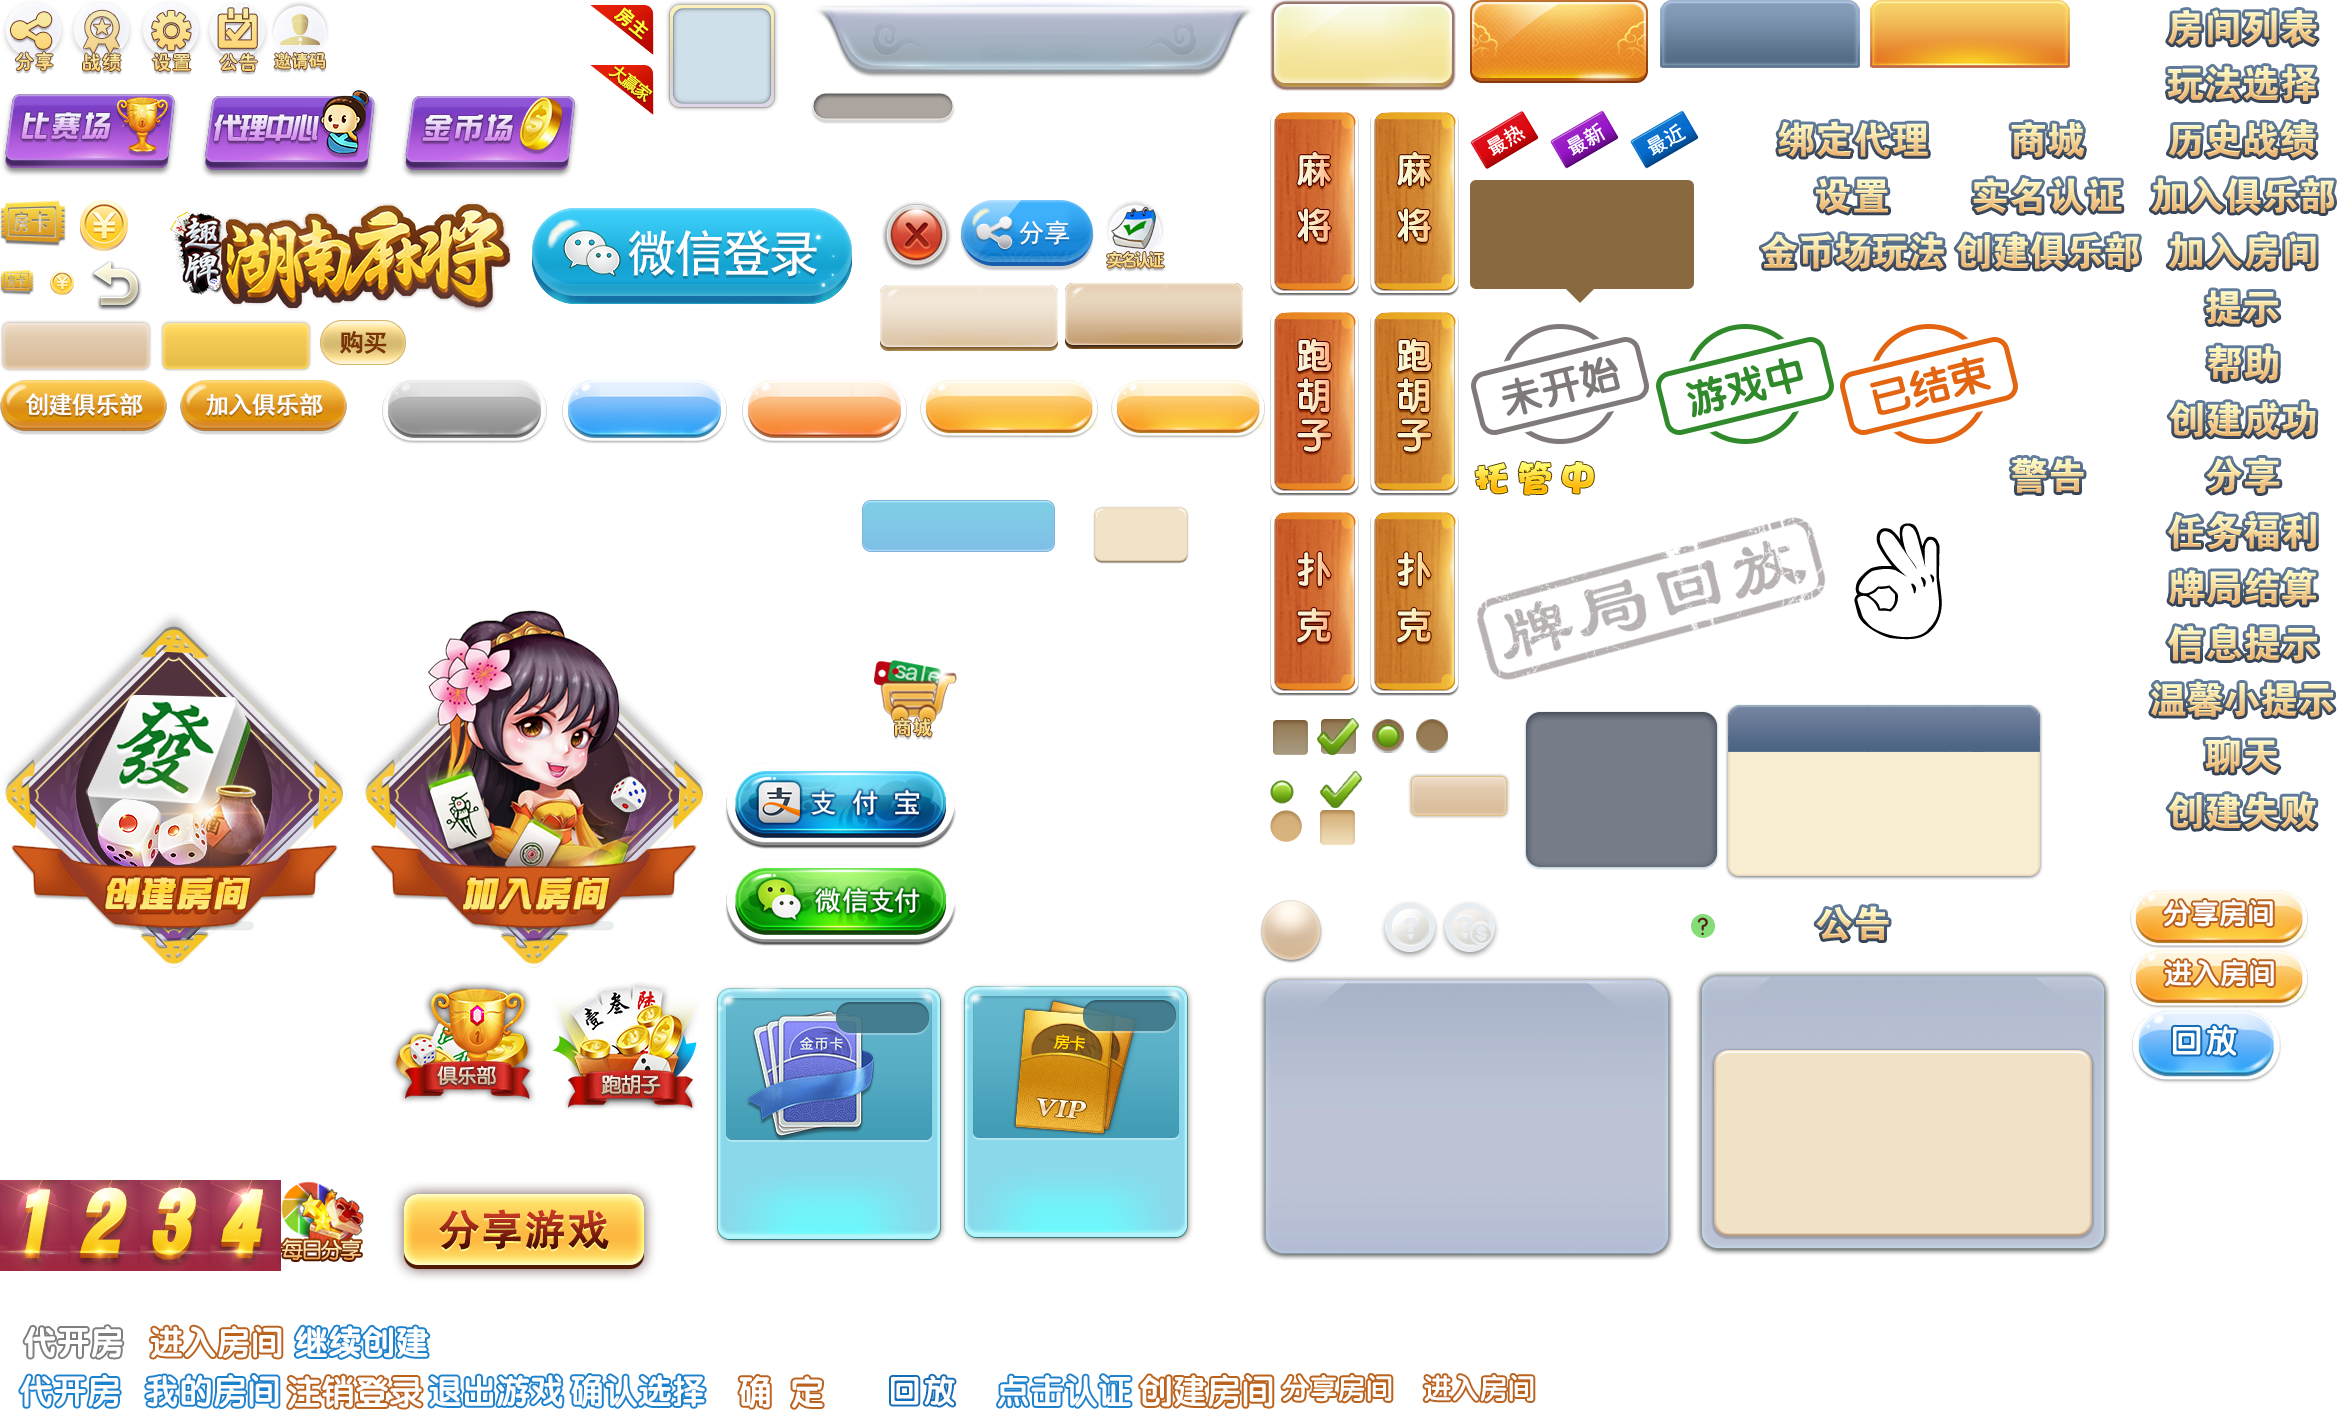 分享
战绩
设置
公告
邀请码
房主
大赢家
比赛场
代理中心
金币场
房卡
趣牌
湖南麻将
微信登录
分享
实名认证
购买
创建俱乐部
加入俱乐部
麻将
麻将
跑胡子
跑胡子
扑克
扑克
最热
最新
最近
未开始
游戏中
已结束
托管中
牌局回放
绑定代理
商城
设置
实名认证
金币场玩法
创建俱乐部
警告
房间列表
玩法选择
历史战绩
加入俱乐部
加入房间
提示
帮助
创建成功
分享
任务福利
牌局结算
信息提示
温馨小提示
聊天
创建失败
發
创建房间
加入房间
sale
商城
支付宝
微信支付
?
公告
分享房间
进入房间
回放
俱乐部
壹叁陆
跑胡子
金币卡
房卡
VIP
1 2 3 4
每日分享
分享游戏
代开房
进入房间
继续创建
代开房
我的房间
注销登录
退出游戏
确认选择
确 定
回放
点击认证
创建房间
分享房间
进入房间